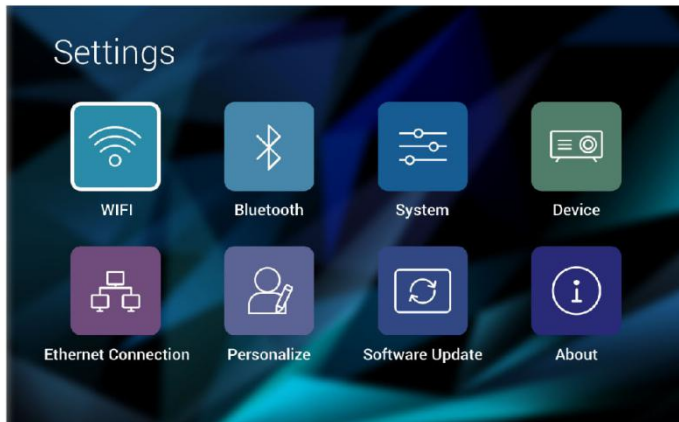 Settings
WIFI
Bluetooth
System
Device
Ethernet Connection
Personalize
Software Update
About